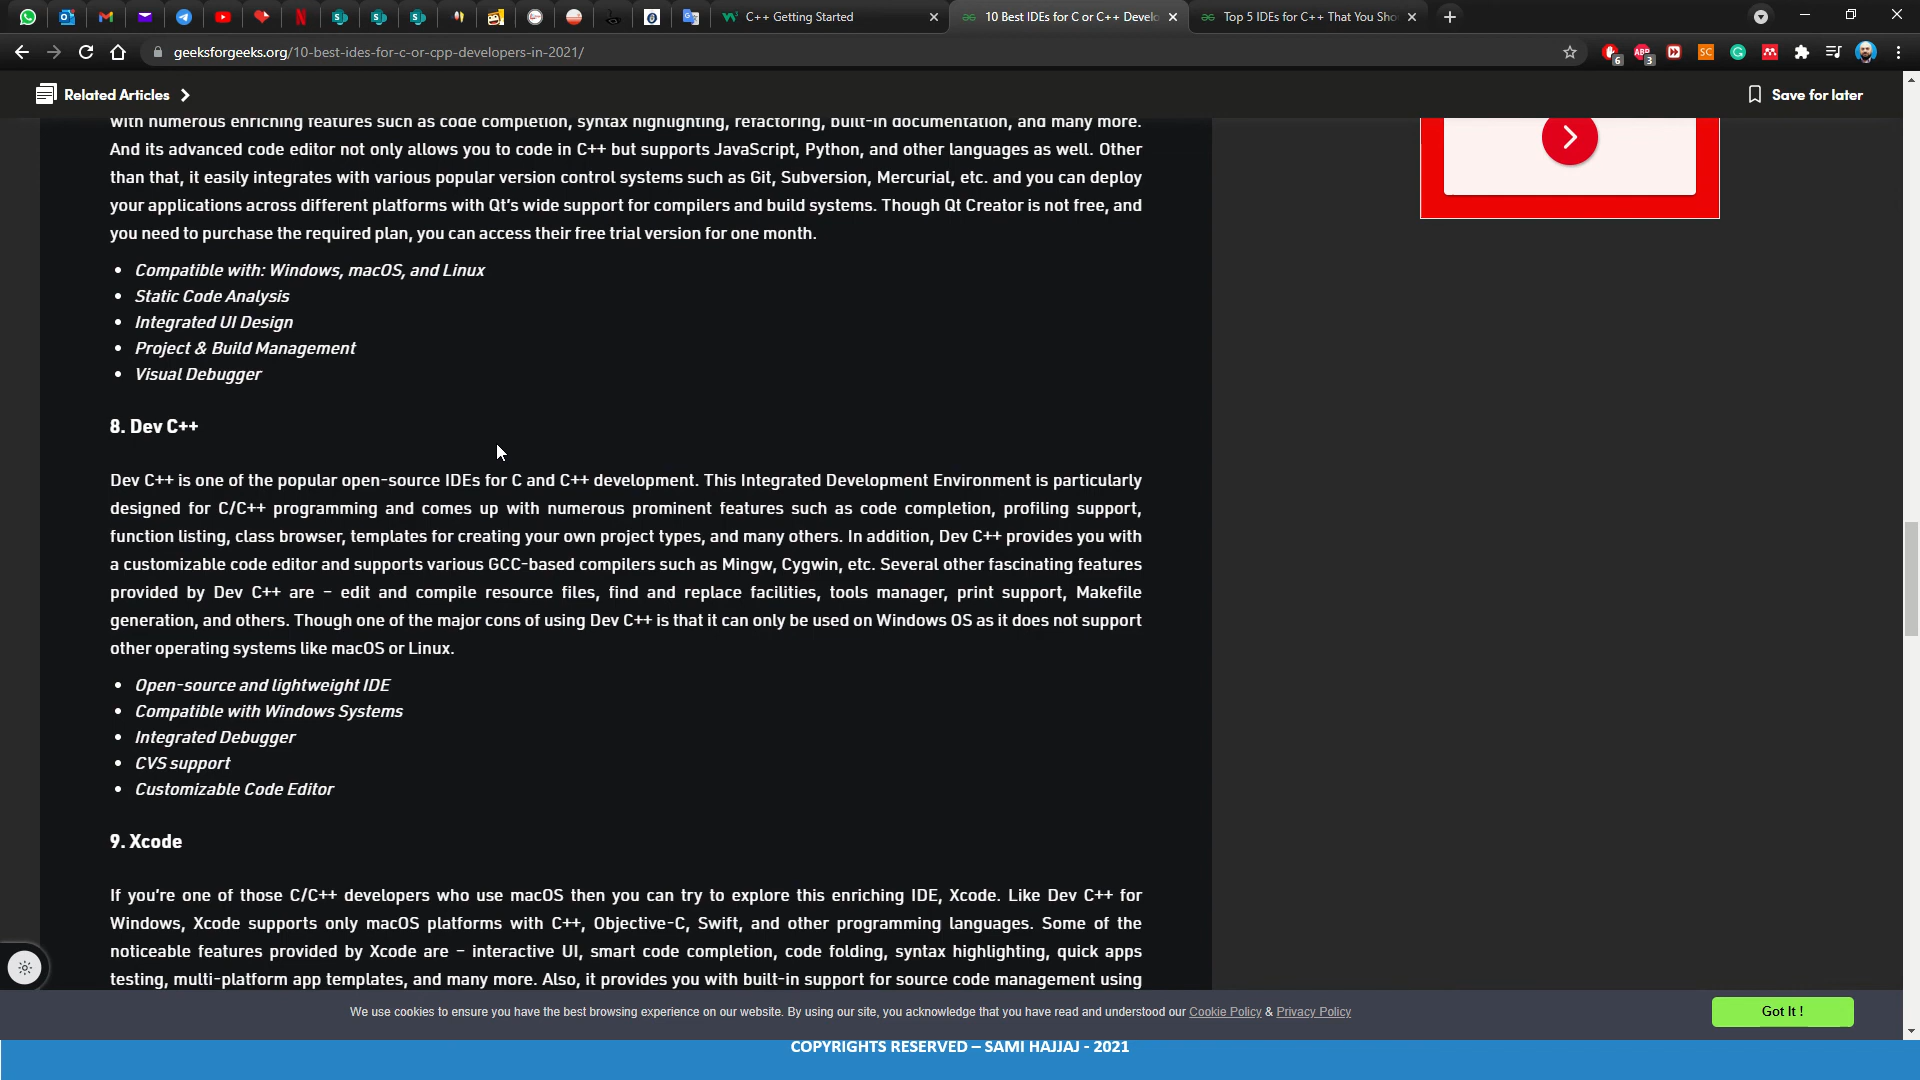 C++ Getting Started
10 Best IDEs for C or C++ Develo
Top 5 IDEs for C++ That You Sho
geeksforgeeks.org/10-best-ides-for-c-or-cpp-developers-in-2021/
6
3
Related Articles
Save for later
with numerous enriching features such as code completion, syntax highlighting, refactoring, built-in documentation, and many more.
And its advanced code editor not only allows you to code in C++ but supports JavaScript, Python, and other languages as well. Other
than that, it easily integrates with various popular version control systems such as Git, Subversion, Mercurial, etc. and you can deploy
your applications across different platforms with Qt's wide support for compilers and build systems. Though Qt Creator is not free, and
you need to purchase the required plan, you can access their free trial version for one month.
• Compatible with: Windows, macOS, and Linux
• Static Code Analysis
• Integrated UI Design
• Project & Build Management
• Visual Debugger
8. Dev C++
Dev C++ is one of the popular open-source IDEs for C and C++ development. This Integrated Development Environment is particularly
designed for C/C++ programming and comes up with numerous prominent features such as code completion, profiling support,
function listing, class browser, templates for creating your own project types, and many others. In addition, Dev C++ provides you with
a customizable code editor and supports various GCC-based compilers such as Mingw, Cygwin, etc. Several other fascinating features
provided by Dev C++ are – edit and compile resource files, find and replace facilities, tools manager, print support, Makefile
generation, and others. Though one of the major cons of using Dev C++ is that it can only be used on Windows OS as it does not support
other operating systems like macOS or Linux.
• Open-source and lightweight IDE
• Compatible with Windows Systems
• Integrated Debugger
• CVS support
• Customizable Code Editor
9. Xcode
If you're one of those C/C++ developers who use macOS then you can try to explore this enriching IDE, Xcode. Like Dev C++ for
Windows, Xcode supports only macOS platforms with C++, Objective-C, Swift, and other programming languages. Some of the
noticeable features provided by Xcode are – interactive UI, smart code completion, code folding, syntax highlighting, quick apps
testing, multi-platform app templates, and many more. Also, it provides you with built-in support for source code management using
We use cookies to ensure you have the best browsing experience on our website. By using our site, you acknowledge that you have read and understood our Cookie Policy & Privacy Policy
Got It !
COPYRIGHTS RESERVED – SAMI HAJJAJ - 2021